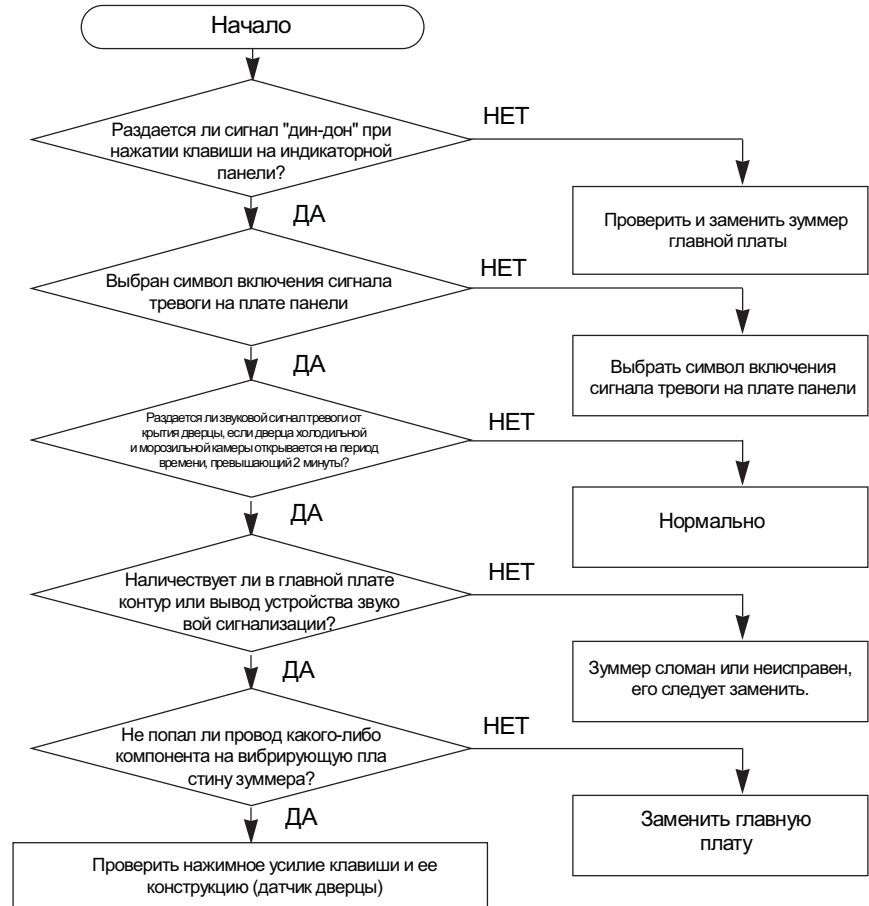 Начало
Раздается ли сигнал "дин-дон" при
нажатии клавиши на индикаторной
панели?
НЕТ
Проверить и заменить зуммер
главной платы
ДА
Выбран символ включения сигнала
тревоги на плате панели
НЕТ
Выбрать символ включения
сигнала тревоги на плате панели
ДА
Раздается ли звуковой сигнал тревоги от
крытия дверцы, если дверца холодильной
и морозильной камеры открывается на период
времени, превышающий 2 минуты?
НЕТ
Нормально
ДА
Наличествует ли в главной плате
контур или вывод устройства звуко
вой сигнализации?
НЕТ
Зуммер сломан или неисправен,
его следует заменить.
ДА
Не попал ли провод какого-либо
компонента на вибрирующую пла
стину зуммера?
НЕТ
Заменить главную
плату
ДА
Проверить нажимное усилие клавиши и ее
конструкцию (датчик дверцы)